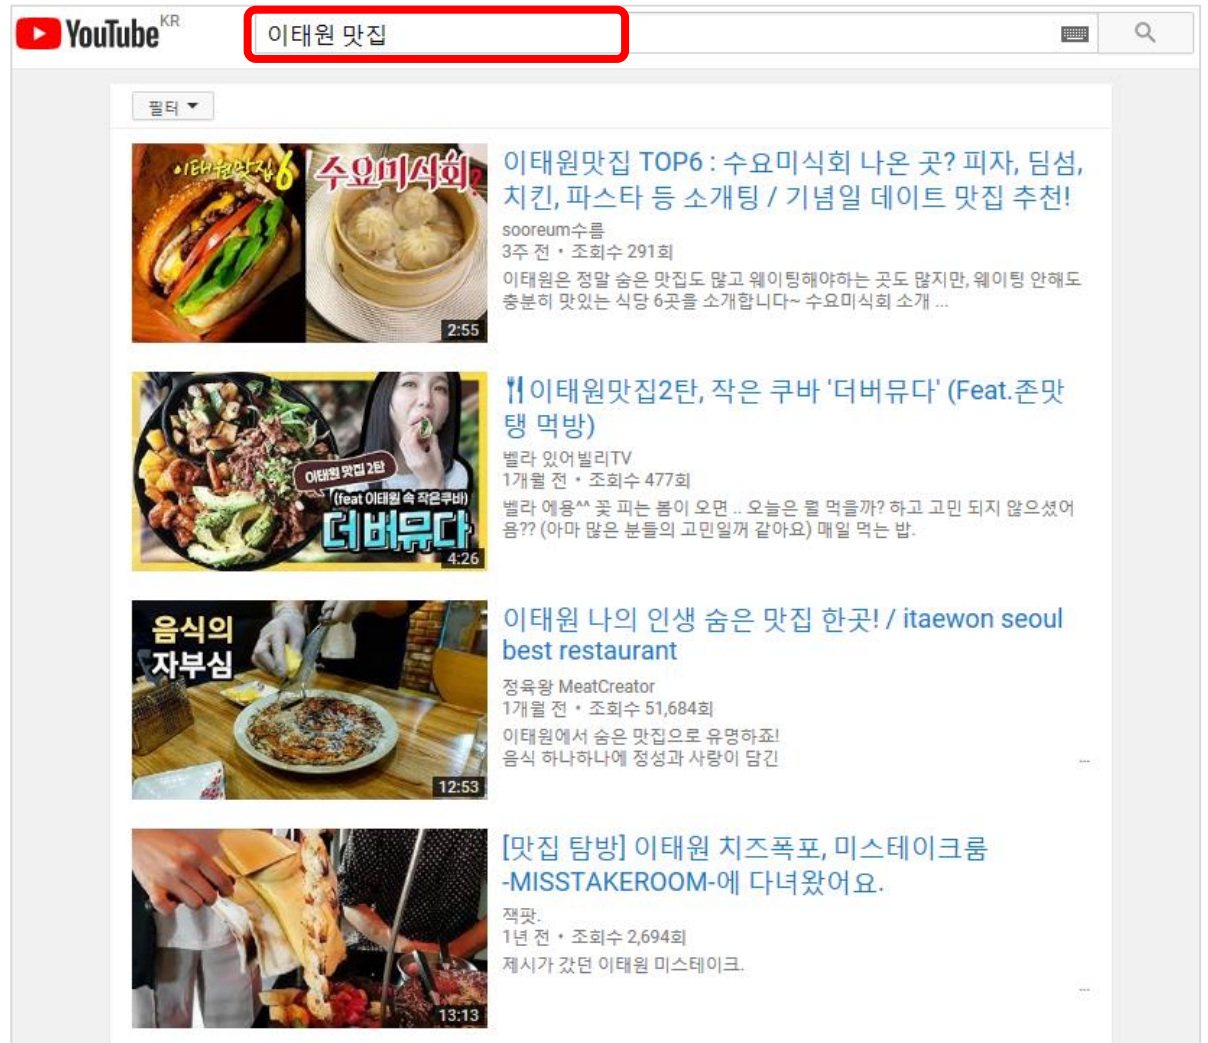 YouTube KR
이태원 맛집
필터
이태원맛집 6
수요미식회?
2:55
이태원맛집 TOP6 : 수요미식회 나온 곳? 피자, 딤섬,
치킨, 파스타 등 소개팅 / 기념일 데이트 맛집 추천!
sooreum수름
3주 전 • 조회수 291회
이태원은 정말 숨은 맛집도 많고 웨이팅해야하는 곳도 많지만, 웨이팅 안해도
충분히 맛있는 식당 6곳을 소개합니다~ 수요미식회 소개 ...
이태원 맛집 2탄
(feat 이태원 속 작은쿠바)
더버뮤다
4:26
🍴이태원맛집2탄, 작은 쿠바 '더버뮤다' (Feat.존맛
탱 먹방)
벨라 있어빌리TV
1개월 전 • 조회수 477회
벨라 에용^^ 꽃 피는 봄이 오면 .. 오늘은 뭘 먹을까? 하고 고민 되지 않으셨어
용?? (아마 많은 분들의 고민일꺼 같아요) 매일 먹는 밥.
음식의
자부심
12:53
이태원 나의 인생 숨은 맛집 한곳! / itaewon seoul
best restaurant
정육왕 MeatCreator
1개월 전 • 조회수 51,684회
이태원에서 숨은 맛집으로 유명하죠!
음식 하나하나에 정성과 사랑이 담긴 ...
13:13
[맛집 탐방] 이태원 치즈폭포, 미스테이크룸
-MISSTAKEROOM-에 다녀왔어요.
잭팟.
1년 전 • 조회수 2,694회
제시가 갔던 이태원 미스테이크.
...